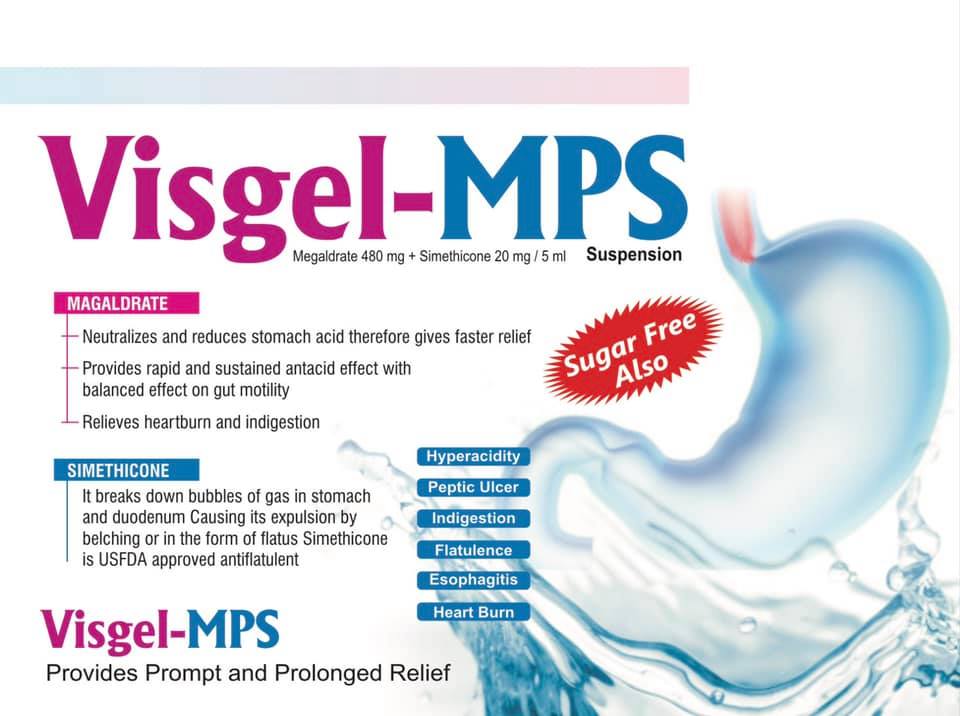 Visgel-MPS
Megaldrate 480 mg + Simethicone 20 mg / 5 ml Suspension
MAGALDRATE
Neutralizes and reduces stomach acid therefore gives faster relief
Provides rapid and sustained antacid effect with
balanced effect on gut motility
Relieves heartburn and indigestion
Sugar Free
Also
SIMETHICONE
It breaks down bubbles of gas in stomach
and duodenum Causing its expulsion by
belching or in the form of flatus Simethicone
is USFDA approved antiflatulent
Hyperacidity
Peptic Ulcer
Indigestion
Flatulence
Esophagitis
Heart Burn
Visgel-MPS
Provides Prompt and Prolonged Relief